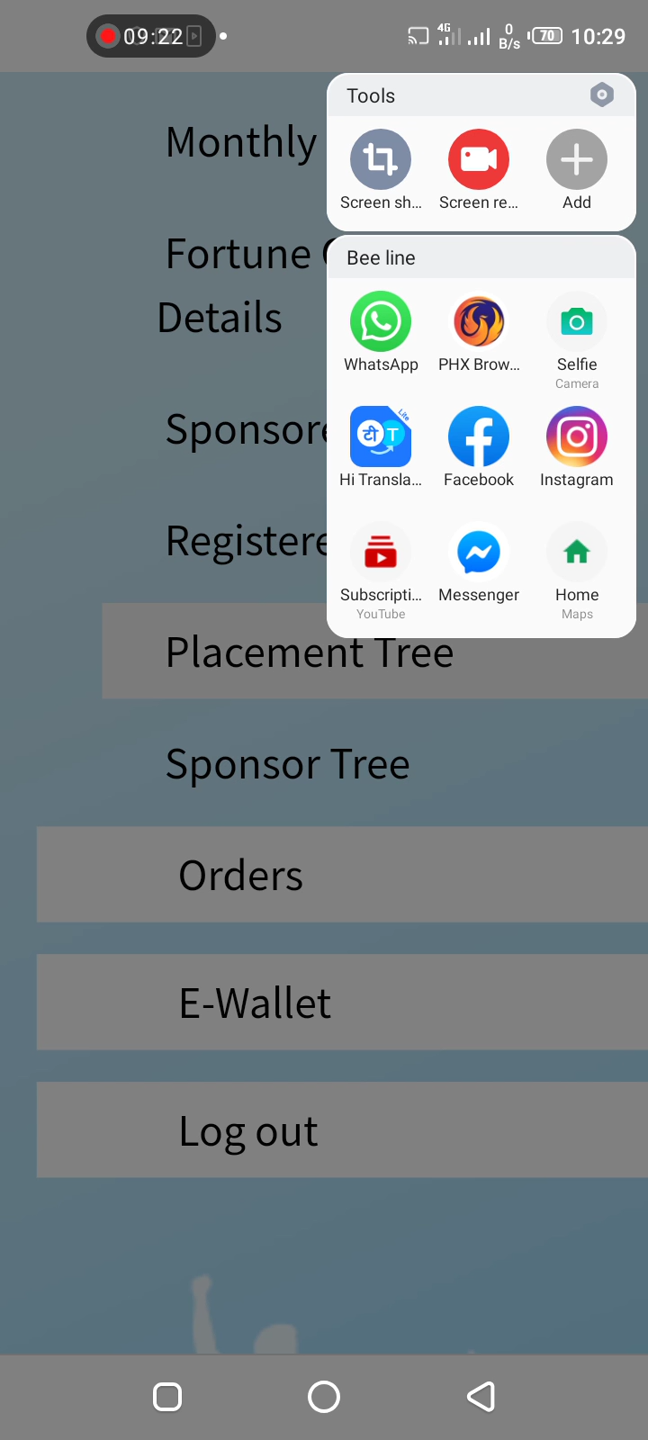 09:22
4G
0
B/s
70
10:29
Tools
Screen sh...
Screen re...
Add
Bee line
WhatsApp
PHX Brow...
Selfie
Camera
Hi Transla...
Lite
टी
T
Facebook
Instagram
Subscripti...
YouTube
Messenger
Home
Maps
Monthly
Fortune
Details
Placement Tree
Sponsor Tree
Orders
E-Wallet
Log out